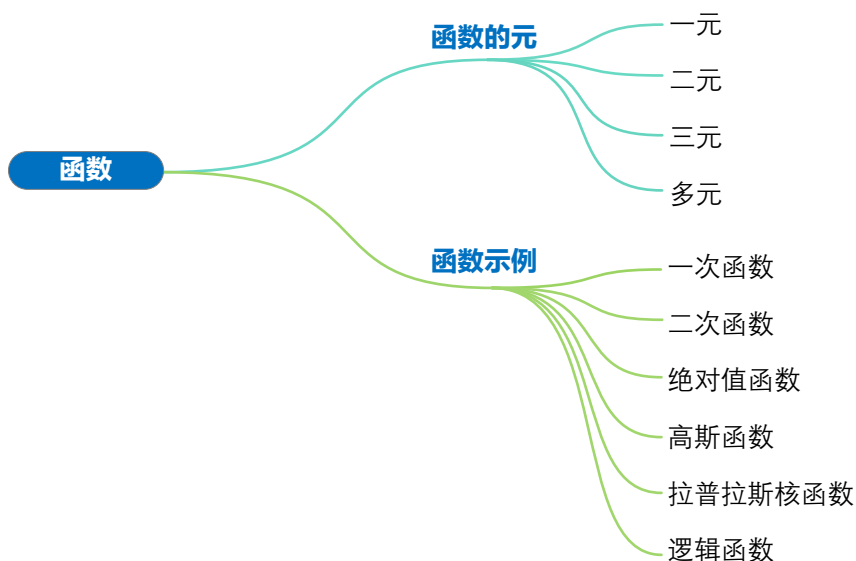 函数
函数的元
一元
二元
三元
多元
函数示例
一次函数
二次函数
绝对值函数
高斯函数
拉普拉斯核函数
逻辑函数